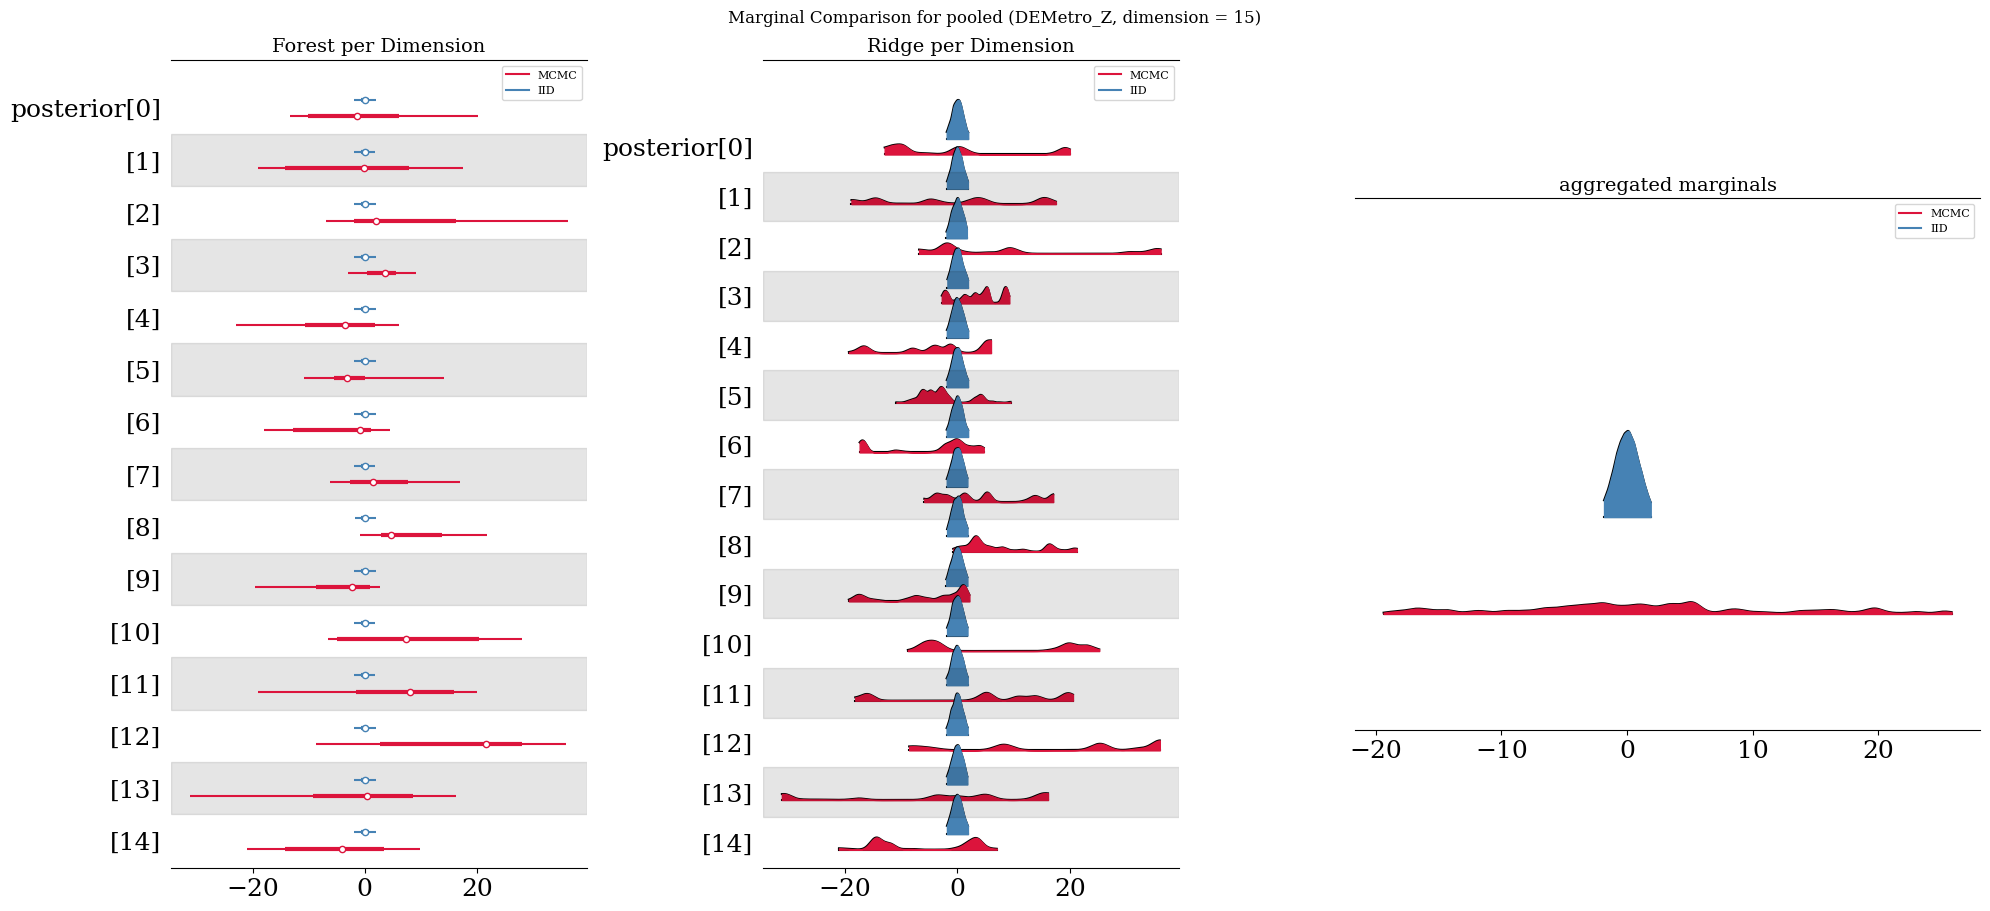 Marginal Comparison for pooled (DEMetro_Z, dimension = 15)
Forest per Dimension
MCMC
IID
posterior[0]
[1]
[2]
[3]
[4]
[5]
[6]
[7]
[8]
[9]
[10]
[11]
[12]
[13]
[14]
−20 0 20
Ridge per Dimension
MCMC
IID
posterior[0]
[1]
[2]
[3]
[4]
[5]
[6]
[7]
[8]
[9]
[10]
[11]
[12]
[13]
[14]
−20 0 20
aggregated marginals
MCMC
IID
−20 −10 0 10 20